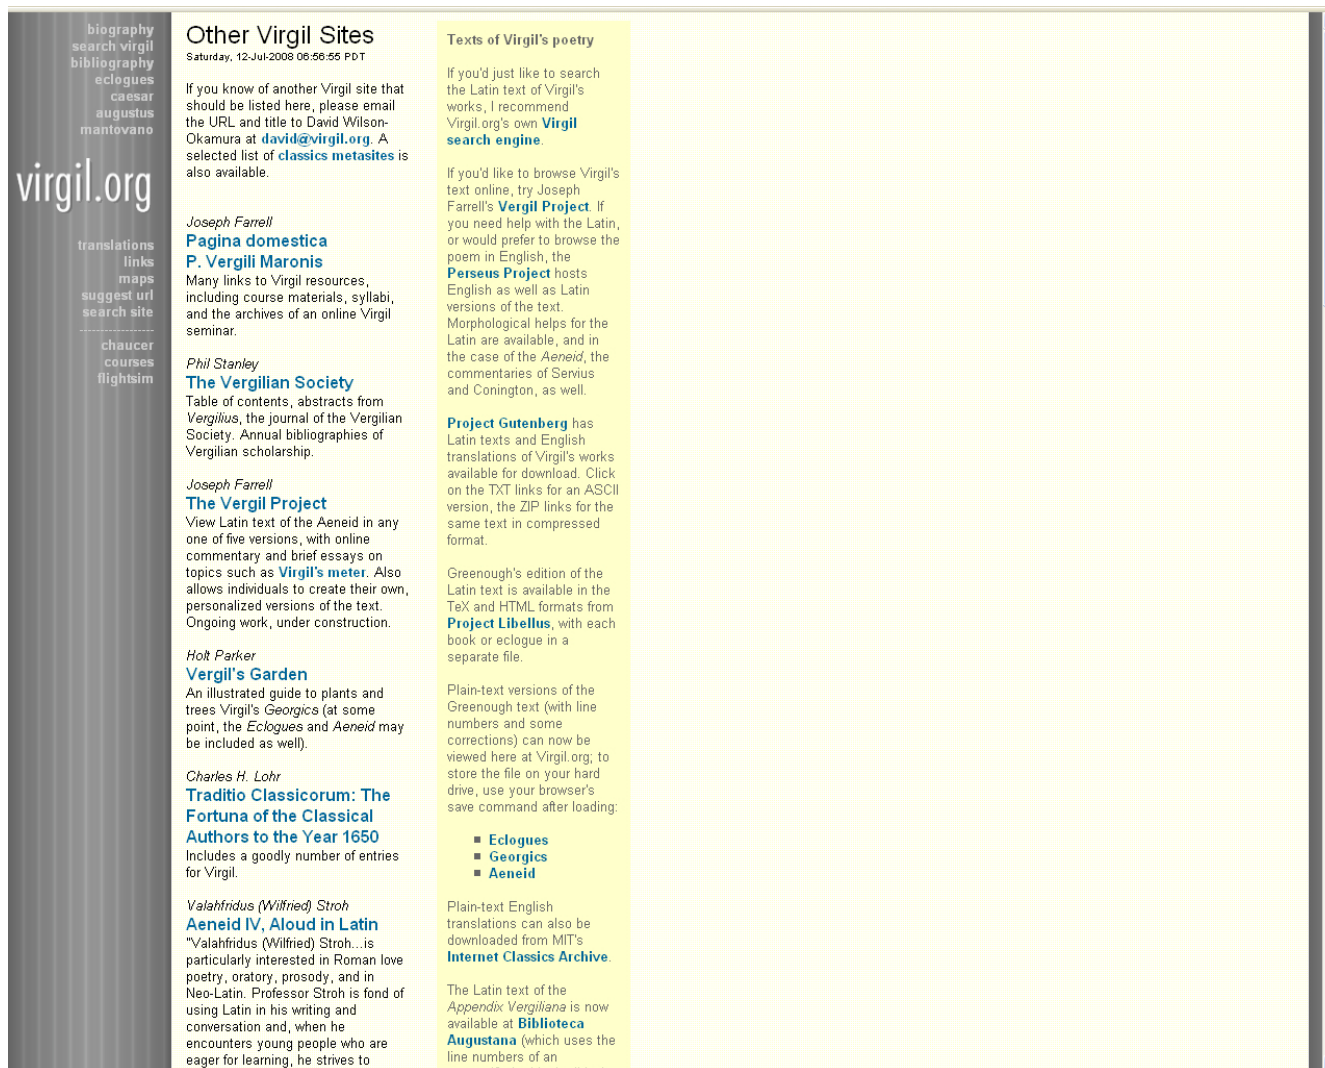 biography
search virgil
bibliography
eclogues
caesar
augustus
mantovano
virgil.org
translations
links
maps
suggest url
search site
--------------------
chaucer
courses
flightsim
Other Virgil Sites
Saturday, 12-Jul-2008 06:56:55 PDT
If you know of another Virgil site that
should be listed here, please email
the URL and title to David Wilson-
Okamura at david@virgil.org. A
selected list of classics metasites is
also available.
Joseph Farrell
Pagina domestica
P. Vergili Maronis
Many links to Virgil resources,
including course materials, syllabi,
and the archives of an online Virgil
seminar.
Phil Stanley
The Vergilian Society
Table of contents, abstracts from
Vergilius, the journal of the Vergilian
Society. Annual bibliographies of
Vergilian scholarship.
Joseph Farrell
The Vergil Project
View Latin text of the Aeneid in any
one of five versions, with online
commentary and brief essays on
topics such as Virgil's meter. Also
allows individuals to create their own,
personalized versions of the text.
Ongoing work, under construction.
Holt Parker
Vergil's Garden
An illustrated guide to plants and
trees Virgil's Georgics (at some
point, the Eclogues and Aeneid may
be included as well).
Charles H. Lohr
Traditio Classicorum: The
Fortuna of the Classical
Authors to the Year 1650
Includes a goodly number of entries
for Virgil.
Valahfridus (Wilfried) Stroh
Aeneid IV, Aloud in Latin
"Valahfridus (Wilfried) Stroh...is
particularly interested in Roman love
poetry, oratory, prosody, and in
Neo-Latin. Professor Stroh is fond of
using Latin in his writing and
conversation and, when he
encounters young people who are
eager for learning, he strives to
Texts of Virgil's poetry
If you'd just like to search
the Latin text of Virgil's
works, I recommend
Virgil.org's own Virgil
search engine.
If you'd like to browse Virgil's
text online, try Joseph
Farrell's Vergil Project. If
you need help with the Latin,
or would prefer to browse the
poem in English, the
Perseus Project hosts
English as well as Latin
versions of the text.
Morphological helps for the
Latin are available, and in
the case of the Aeneid, the
commentaries of Servius
and Conington, as well.
Project Gutenberg has
Latin texts and English
translations of Virgil's works
available for download. Click
on the TXT links for an ASCII
version, the ZIP links for the
same text in compressed
format.
Greenough's edition of the
Latin text is available in the
TeX and HTML formats from
Project Libellus, with each
book or eclogue in a
separate file.
Plain-text versions of the
Greenough text (with line
numbers and some
corrections) can now be
viewed here at Virgil.org; to
store the file on your hard
drive, use your browser's
save command after loading:
Eclogues
Georgics
Aeneid
Plain-text English
translations can also be
downloaded from MIT's
Internet Classics Archive.
The Latin text of the
Appendix Vergiliana is now
available at Biblioteca
Augustana (which uses the
line numbers of an